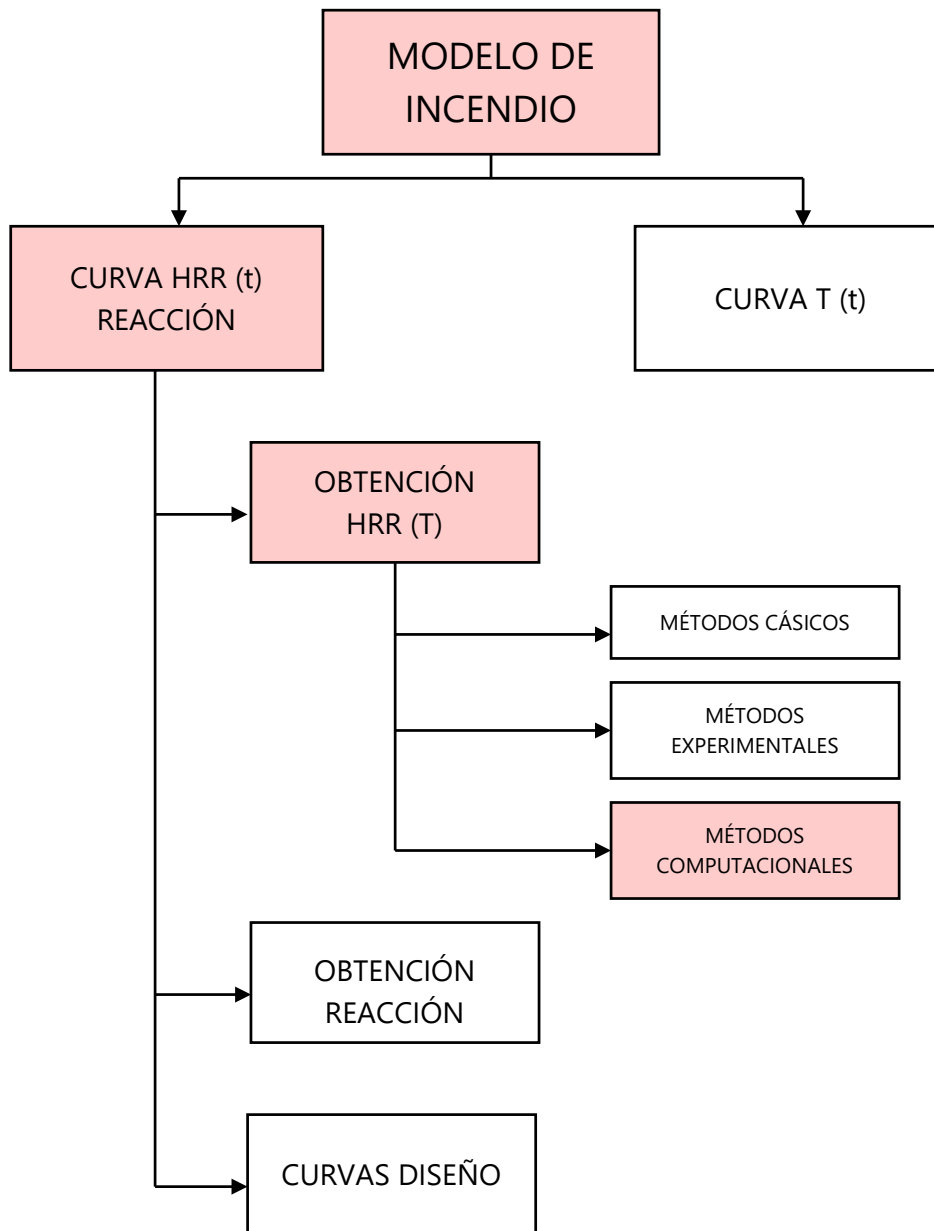 MODELO DE
INCENDIO
CURVA HRR (t)
REACCIÓN
CURVA T (t)
OBTENCIÓN
HRR (T)
MÉTODOS CÁSICOS
MÉTODOS
EXPERIMENTALES
MÉTODOS
COMPUTACIONALES
OBTENCIÓN
REACCIÓN
CURVAS DISEÑO